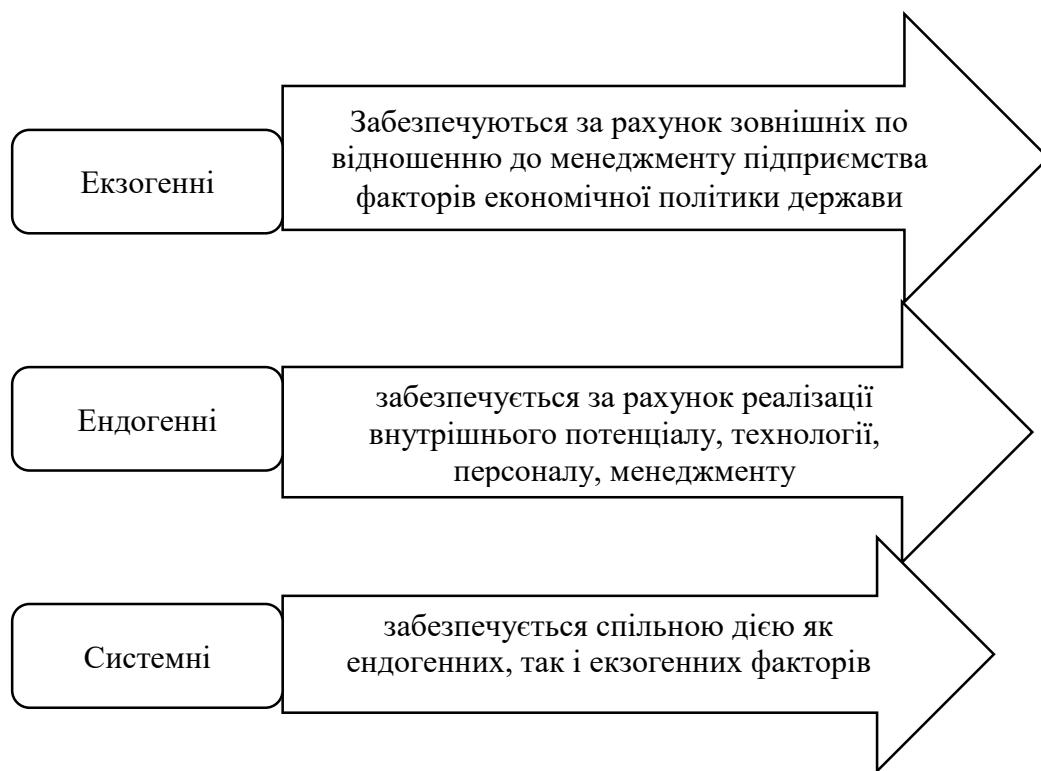 Екзогенні
Забезпечуються за рахунок зовнішніх по
відношенню до менеджменту підприємства
факторів економічної політики держави
Ендогенні
забезпечується за рахунок реалізації
внутрішнього потенціалу, технології,
персоналу, менеджменту
Системні
забезпечується спільною дією як
ендогенних, так і екзогенних факторів